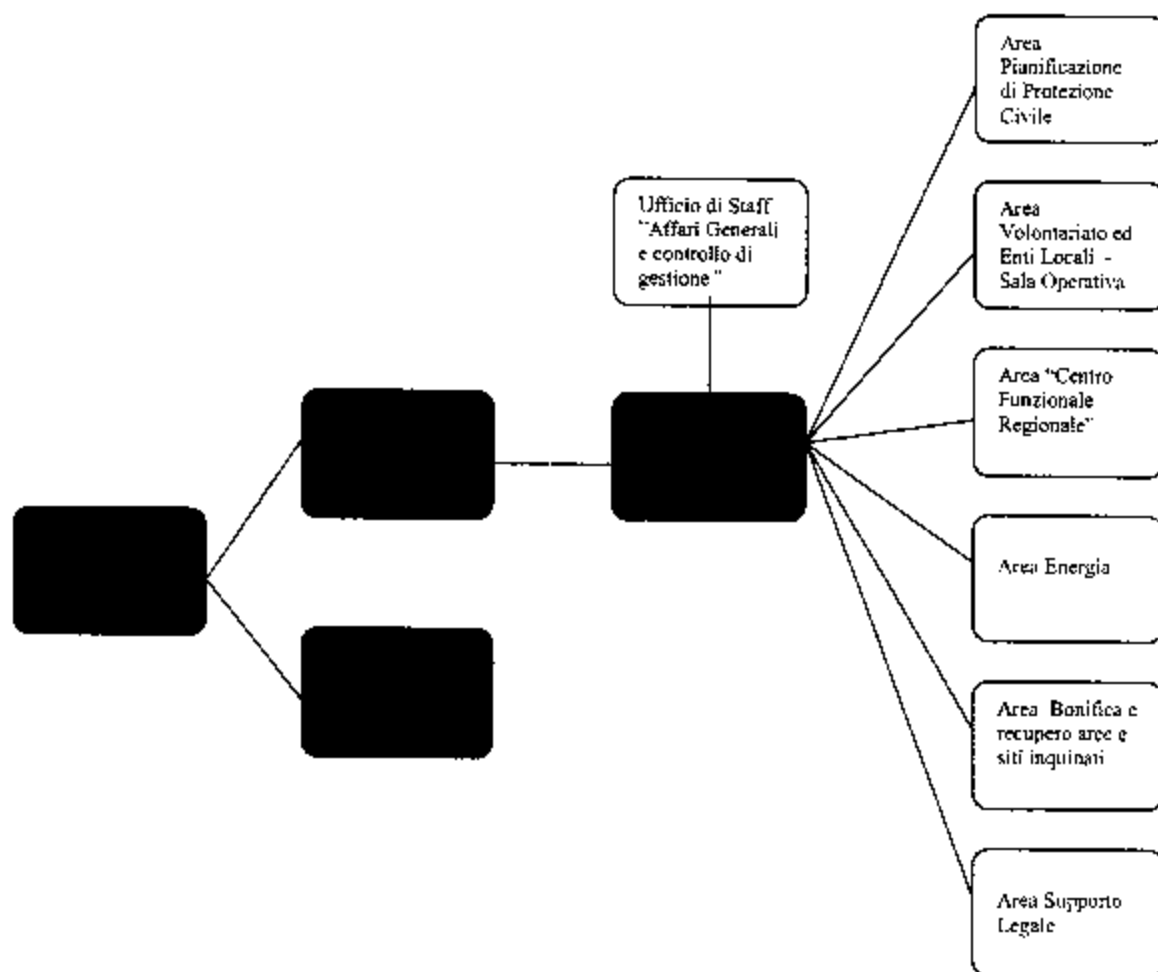 Area
Pianificazione
di Protezione
Civile
Ufficio di Staff
"Affari Generali
e controllo di
gestione"
Area
Volontariato ed
Enti Locali -
Sala Operativa
Area "Centro
Funzionale
Regionale"
Area Energia
Area Bonifica e
recupero aree e
siti inquinati
Area Supporto
Legale